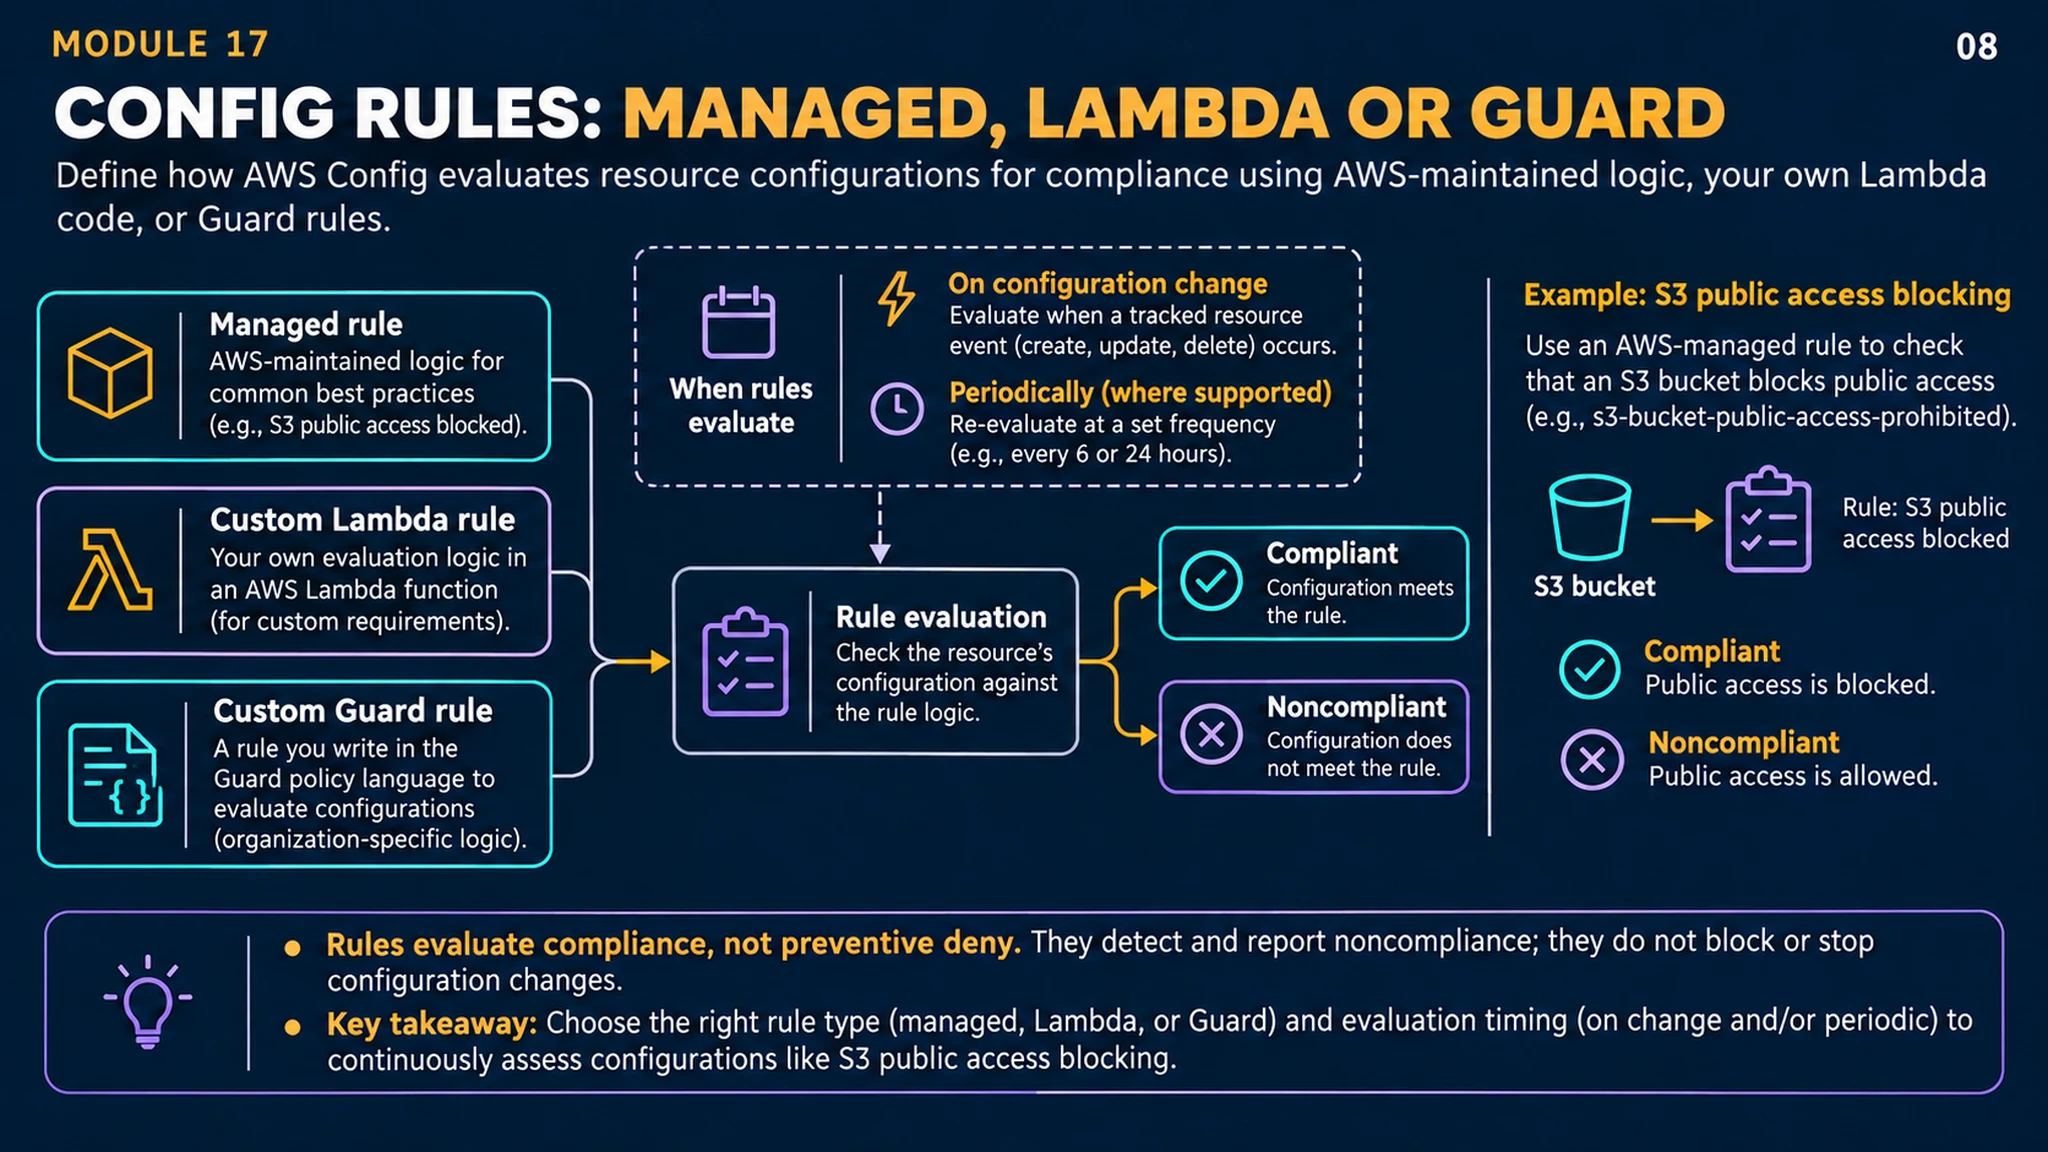 MODULE 17
08
CONFIG RULES: MANAGED, LAMBDA OR GUARD
Define how AWS Config evaluates resource configurations for compliance using AWS-maintained logic, your own Lambda
code, or Guard rules.
Managed rule
AWS-maintained logic for
common best practices
(e.g., S3 public access blocked).
Custom Lambda rule
Your own evaluation logic in
an AWS Lambda function
(for custom requirements).
Custom Guard rule
A rule you write in the
Guard policy language to
evaluate configurations
(organization-specific logic).
When rules
evaluate
On configuration change
Evaluate when a tracked resource
event (create, update, delete) occurs.
Periodically (where supported)
Re-evaluate at a set frequency
(e.g., every 6 or 24 hours).
Rule evaluation
Check the resource's
configuration against
the rule logic.
Compliant
Configuration meets
the rule.
Noncompliant
Configuration does
not meet the rule.
Example: S3 public access blocking
Use an AWS-managed rule to check
that an S3 bucket blocks public access
(e.g., s3-bucket-public-access-prohibited).
S3 bucket
Rule: S3 public
access blocked
Compliant
Public access is blocked.
Noncompliant
Public access is allowed.
• Rules evaluate compliance, not preventive deny. They detect and report noncompliance; they do not block or stop
configuration changes.
• Key takeaway: Choose the right rule type (managed, Lambda, or Guard) and evaluation timing (on change and/or periodic) to
continuously assess configurations like S3 public access blocking.